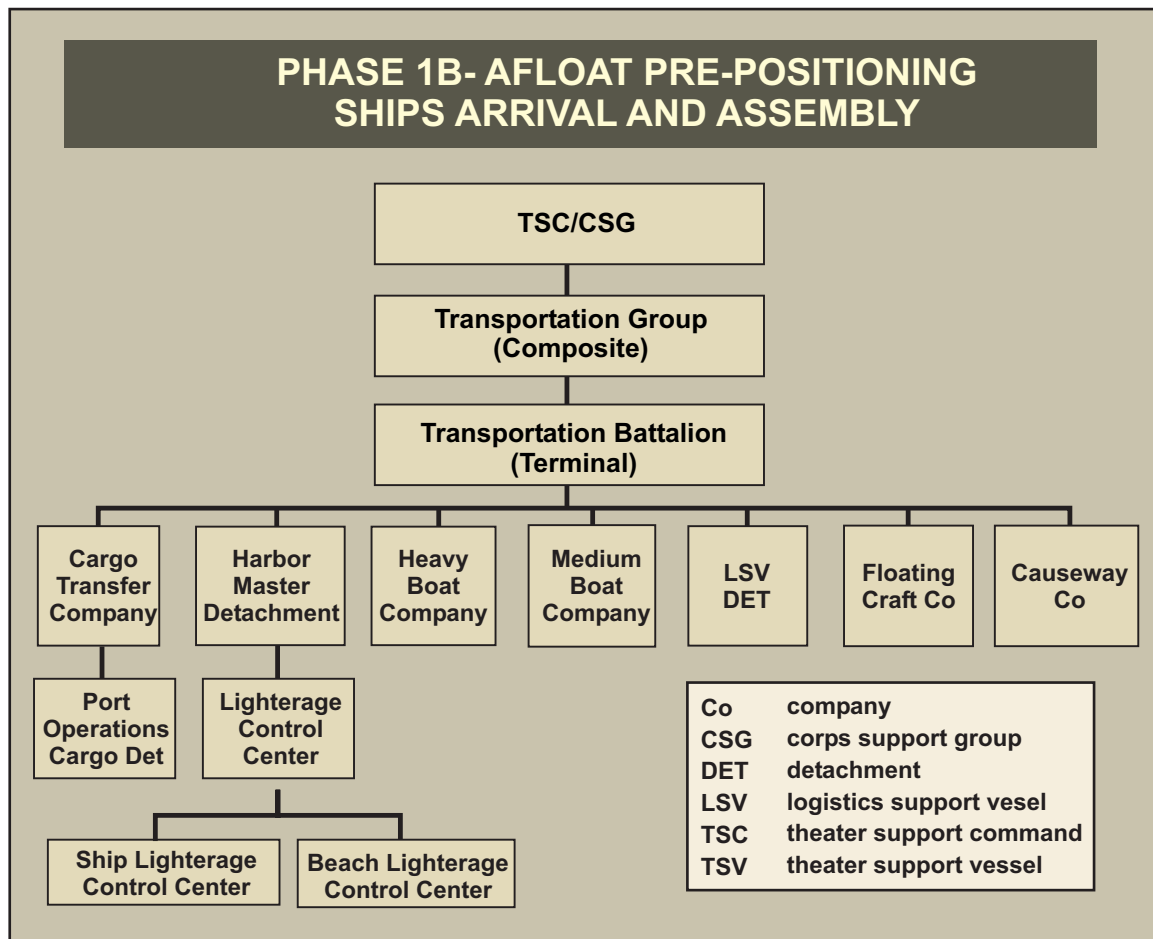 PHASE 1B- AFLOAT PRE-POSITIONING
SHIPS ARRIVAL AND ASSEMBLY
TSC/CSG
Transportation Group
(Composite)
Transportation Battalion
(Terminal)
Cargo
Transfer
Company
Harbor
Master
Detachment
Heavy
Boat
Company
Medium
Boat
Company
LSV
DET
Floating
Craft Co
Causeway
Co
Port
Operations
Cargo Det
Lighterage
Control
Center
Ship Lighterage
Control Center
Beach Lighterage
Control Center
Co company
CSG corps support group
DET detachment
LSV logistics support vesel
TSC theater support command
TSV theater support vessel